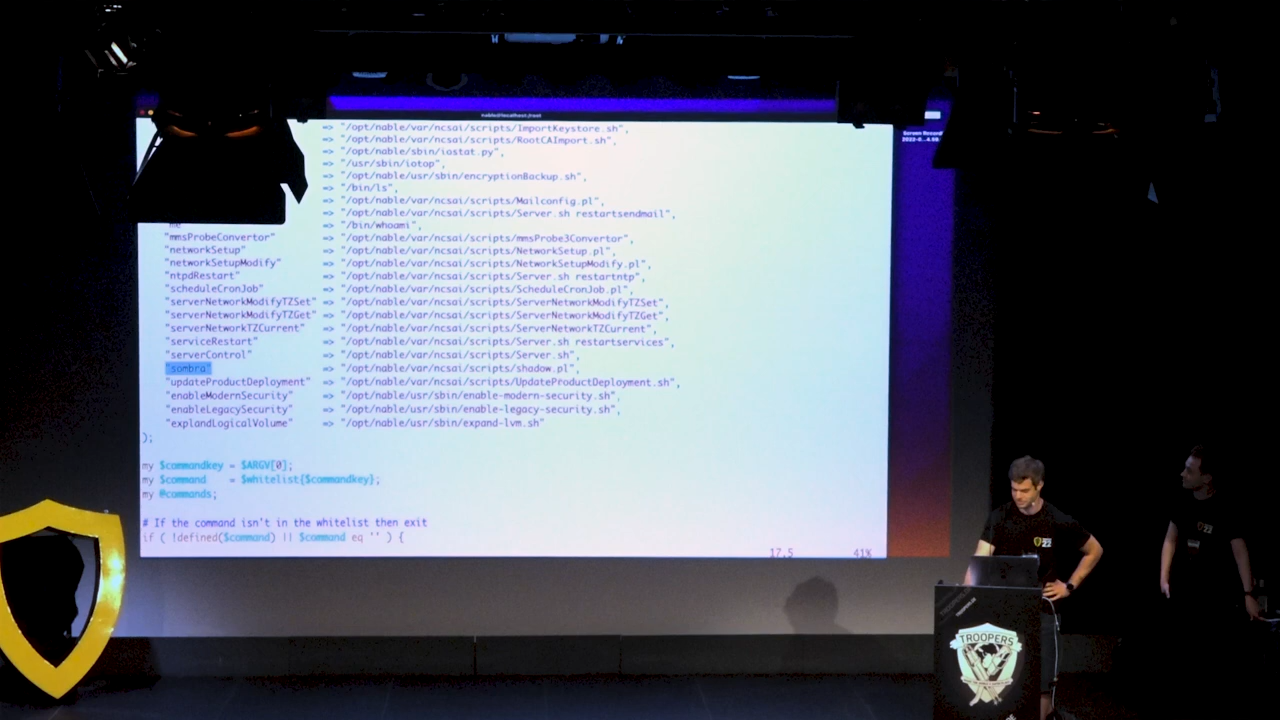 nable@localhost:/root
Screen Record
=> "/opt/nable/var/ncsai/scripts/ImportKeystore.sh",
=> "/opt/nable/var/ncsai/scripts/RootCAImport.sh",
=> "/opt/nable/sbin/iostat.py",
=> "/usr/sbin/iotop",
=> "/opt/nable/usr/sbin/encryptionBackup.sh",
=> "/bin/ls",
=> "/opt/nable/var/ncsai/scripts/Mailconfig.pl",
=> "/opt/nable/var/ncsai/scripts/Server.sh restartsendmail",
=> "/bin/whoami",
"mmsProbeConvertor" => "/opt/nable/var/ncsai/scripts/mmsProbe3Convertor",
"networkSetup" => "/opt/nable/var/ncsai/scripts/NetworkSetup.pl",
"networkSetupModify" => "/opt/nable/var/ncsai/scripts/NetworkSetupModify.pl",
"ntpdRestart" => "/opt/nable/var/ncsai/scripts/Server.sh restartntp",
"scheduleCronJob" => "/opt/nable/var/ncsai/scripts/ScheduleCronJob.pl",
"serverNetworkModifyTZSet" => "/opt/nable/var/ncsai/scripts/ServerNetworkModifyTZSet",
"serverNetworkModifyTZGet" => "/opt/nable/var/ncsai/scripts/ServerNetworkModifyTZGet",
"serverNetworkTZCurrent" => "/opt/nable/var/ncsai/scripts/ServerNetworkTZCurrent",
"serviceRestart" => "/opt/nable/var/ncsai/scripts/Server.sh restartservices",
"serverControl" => "/opt/nable/var/ncsai/scripts/Server.sh",
"sombra" => "/opt/nable/var/ncsai/scripts/shadow.pl",
"updateProductDeployment" => "/opt/nable/var/ncsai/scripts/UpdateProductDeployment.sh",
"enableModernSecurity" => "/opt/nable/usr/sbin/enable-modern-security.sh",
"enableLegacySecurity" => "/opt/nable/usr/sbin/enable-legacy-security.sh",
"explandLogicalVolume" => "/opt/nable/usr/sbin/expand-lvm.sh"
);
my $commandkey = $ARGV[0];
my $command = $whitelist{$commandkey};
my @commands;
# If the command isn't in the whitelist then exit
if ( !defined($command) || $command eq '' ) {
17,5 41%
TROOPERS